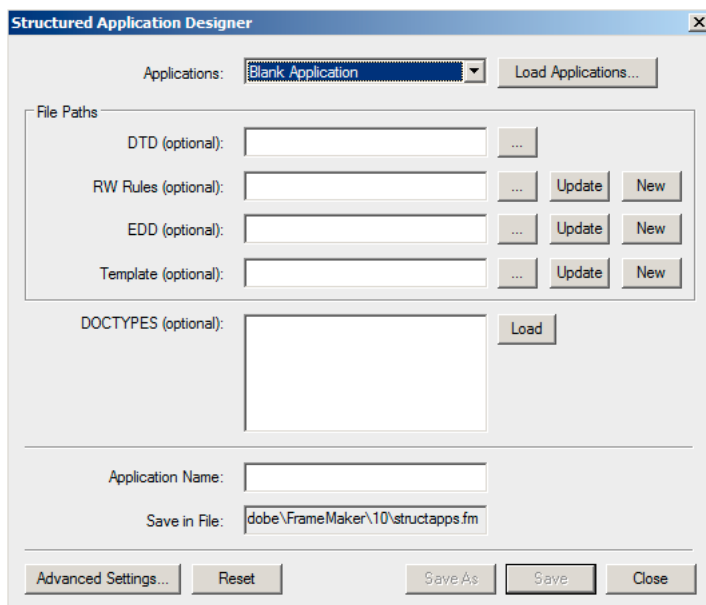 Structured Application Designer
Applications: Blank Application Load Applications...
File Paths
DTD (optional): ...
RW Rules (optional): ... Update New
EDD (optional): ... Update New
Template (optional): ... Update New
DOCTYPES (optional): Load
Application Name:
Save in File: dobe\FrameMaker\10\structapps.fm
Advanced Settings... Reset Save As Save Close